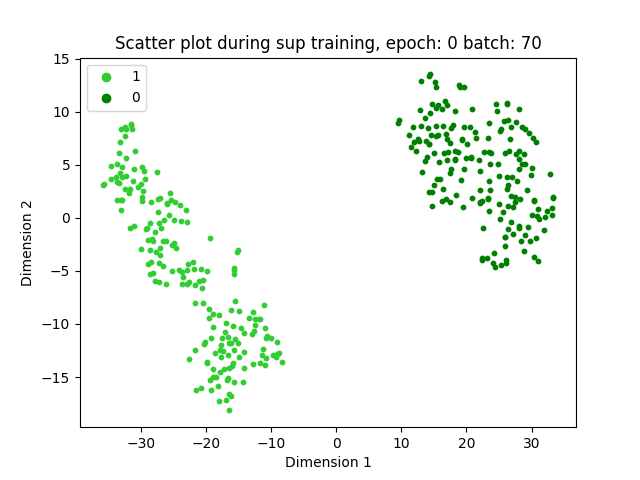 Scatter plot during sup training, epoch: 0 batch: 70
1
0
15
10
5
0
−5
−10
−15
Dimension 2
−30 −20 −10 0 10 20 30
Dimension 1